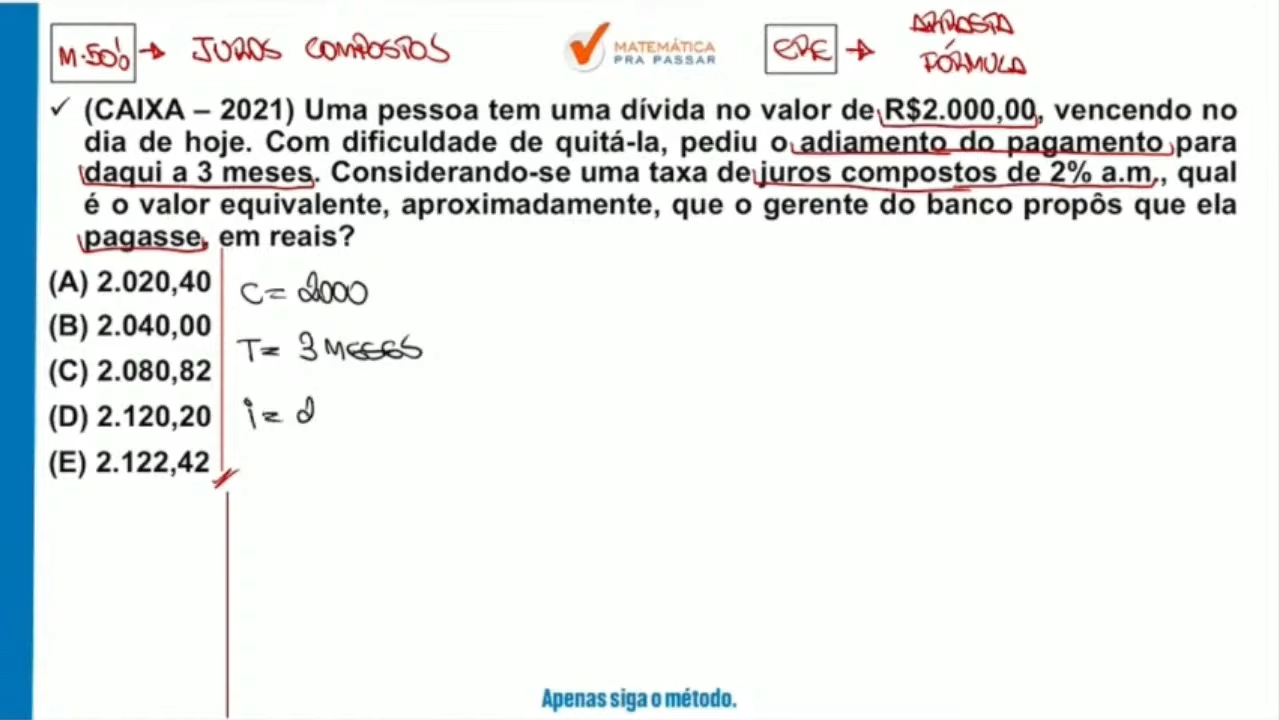 M.50% → JUROS COMPOSTOS
MATEMÁTICA
PRA PASSAR
→
FÓRMULA
✓ (CAIXA – 2021) Uma pessoa tem uma dívida no valor de R$2.000,00, vencendo no
dia de hoje. Com dificuldade de quitá-la, pediu o adiamento do pagamento para
daqui a 3 meses. Considerando-se uma taxa de juros compostos de 2% a.m., qual
é o valor equivalente, aproximadamente, que o gerente do banco propôs que ela
pagasse, em reais?
(A) 2.020,40
(B) 2.040,00
(C) 2.080,82
(D) 2.120,20
(E) 2.122,42
C= 2000
T= 3 MESES
i= 2
Apenas siga o método.